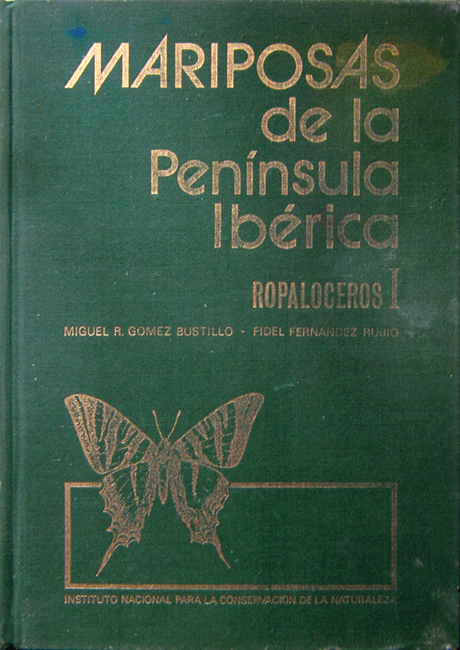 MARIPOSAS
de la
Península
Ibérica
ROPALOCEROS I
MIGUEL R. GOMEZ BUSTILLO - FIDEL FERNANDEZ RUBIO
INSTITUTO NACIONAL PARA LA CONSERVACION DE LA NATURALEZA